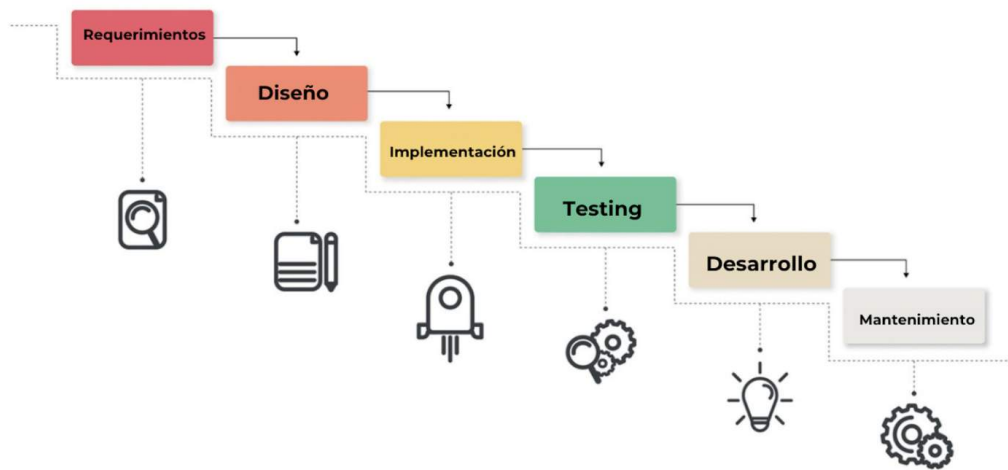 Requerimientos
Diseño
Implementación
Testing
Desarrollo
Mantenimiento